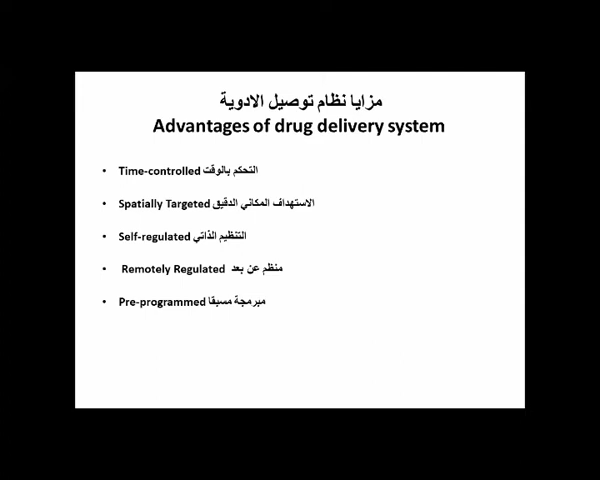 مزايا نظام توصيل الادوية
Advantages of drug delivery system
• Time-controlled التحكم بالوقت
• Spatially Targeted الاستهداف المكاني الدقيق
• Self-regulated التنظيم الذاتي
• Remotely Regulated منظم عن بعد
• Pre-programmed مبرمجة مسبقا